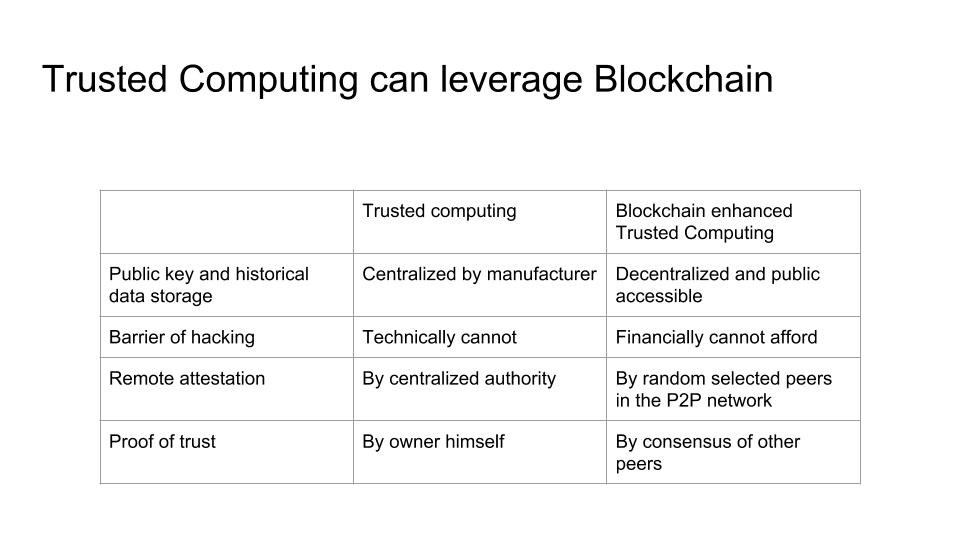 Trusted Computing can leverage Blockchain
Trusted computing
Blockchain enhanced
Trusted Computing
Public key and historical
data storage
Centralized by manufacturer
Decentralized and public
accessible
Barrier of hacking
Technically cannot
Financially cannot afford
Remote attestation
By centralized authority
By random selected peers
in the P2P network
Proof of trust
By owner himself
By consensus of other
peers